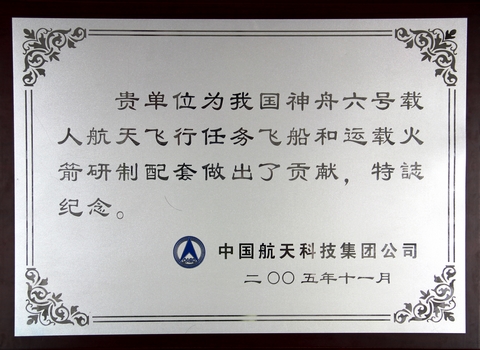 贵单位为我国神舟六号载
人航天飞行任务飞船和运载火
箭研制配套做出了贡献，特誌
纪念。
中国航天科技集团公司
二〇〇五年十一月